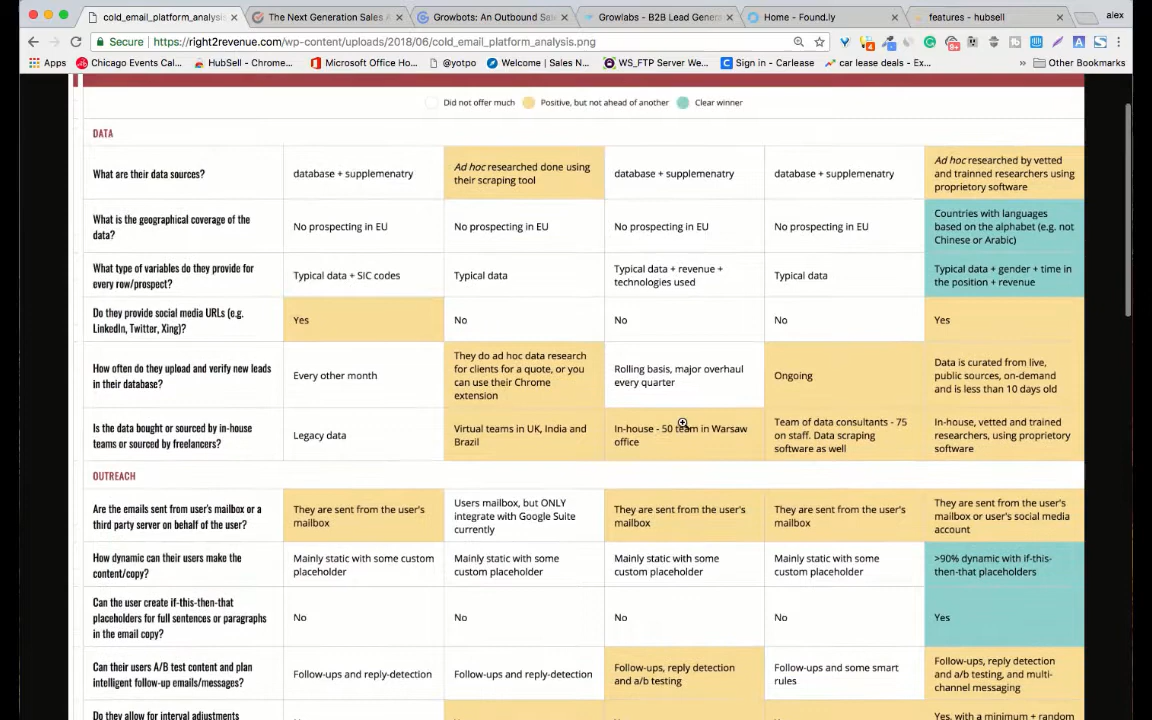 cold_email_platform_analysis
The Next Generation Sales A
Growbots: An Outbound Sale
Growlabs - B2B Lead Genera
Home - Found.ly
features - hubsell
alex
Secure
https://right2revenue.com/wp-content/uploads/2018/06/cold_email_platform_analysis.png
Apps
Chicago Events Cal...
HubSell - Chrome...
Microsoft Office Ho...
@yotpo
Welcome | Sales N...
WS_FTP Server We...
Sign in - Carlease
car lease deals - Ex...
»
Other Bookmarks
Did not offer much
Positive, but not ahead of another
Clear winner
DATA
What are their data sources?
database + supplemenatry
Ad hoc researched done using
their scraping tool
database + supplemenatry
database + supplemenatry
Ad hoc researched by vetted
and trainned researchers using
proprietory software
What is the geographical coverage of the
data?
No prospecting in EU
No prospecting in EU
No prospecting in EU
No prospecting in EU
Countries with languages
based on the alphabet (e.g. not
Chinese or Arabic)
What type of variables do they provide for
every row/prospect?
Typical data + SIC codes
Typical data
Typical data + revenue +
technologies used
Typical data
Typical data + gender + time in
the position + revenue
Do they provide social media URLs (e.g.
LinkedIn, Twitter, Xing)?
Yes
No
No
No
Yes
How often do they upload and verify new leads
in their database?
Every other month
They do ad hoc data research
for clients for a quote, or you
can use their Chrome
extension
Rolling basis, major overhaul
every quarter
Ongoing
Data is curated from live,
public sources, on-demand
and is less than 10 days old
Is the data bought or sourced by in-house
teams or sourced by freelancers?
Legacy data
Virtual teams in UK, India and
Brazil
In-house - 50 team in Warsaw
office
Team of data consultants - 75
on staff. Data scraping
software as well
In-house, vetted and trained
researchers, using proprietory
software
OUTREACH
Are the emails sent from user's mailbox or a
third party server on behalf of the user?
They are sent from the user's
mailbox
Users mailbox, but ONLY
integrate with Google Suite
currently
They are sent from the user's
mailbox
They are sent from the user's
mailbox
They are sent from the user's
mailbox or user's social media
account
How dynamic can their users make the
content/copy?
Mainly static with some custom
placeholder
Mainly static with some
custom placeholder
Mainly static with some
custom placeholder
Mainly static with some
custom placeholder
>90% dynamic with if-this-
then-that placeholders
Can the user create if-this-then-that
placeholders for full sentences or paragraphs
in the email copy?
No
No
No
No
Yes
Can their users A/B test content and plan
intelligent follow-up emails/messages?
Follow-ups and reply-detection
Follow-ups and reply-detection
Follow-ups, reply detection
and a/b testing
Follow-ups and some smart
rules
Follow-ups, reply detection
and a/b testing, and multi-
channel messaging
Do they allow for interval adjustments
Yes, with a minimum + random